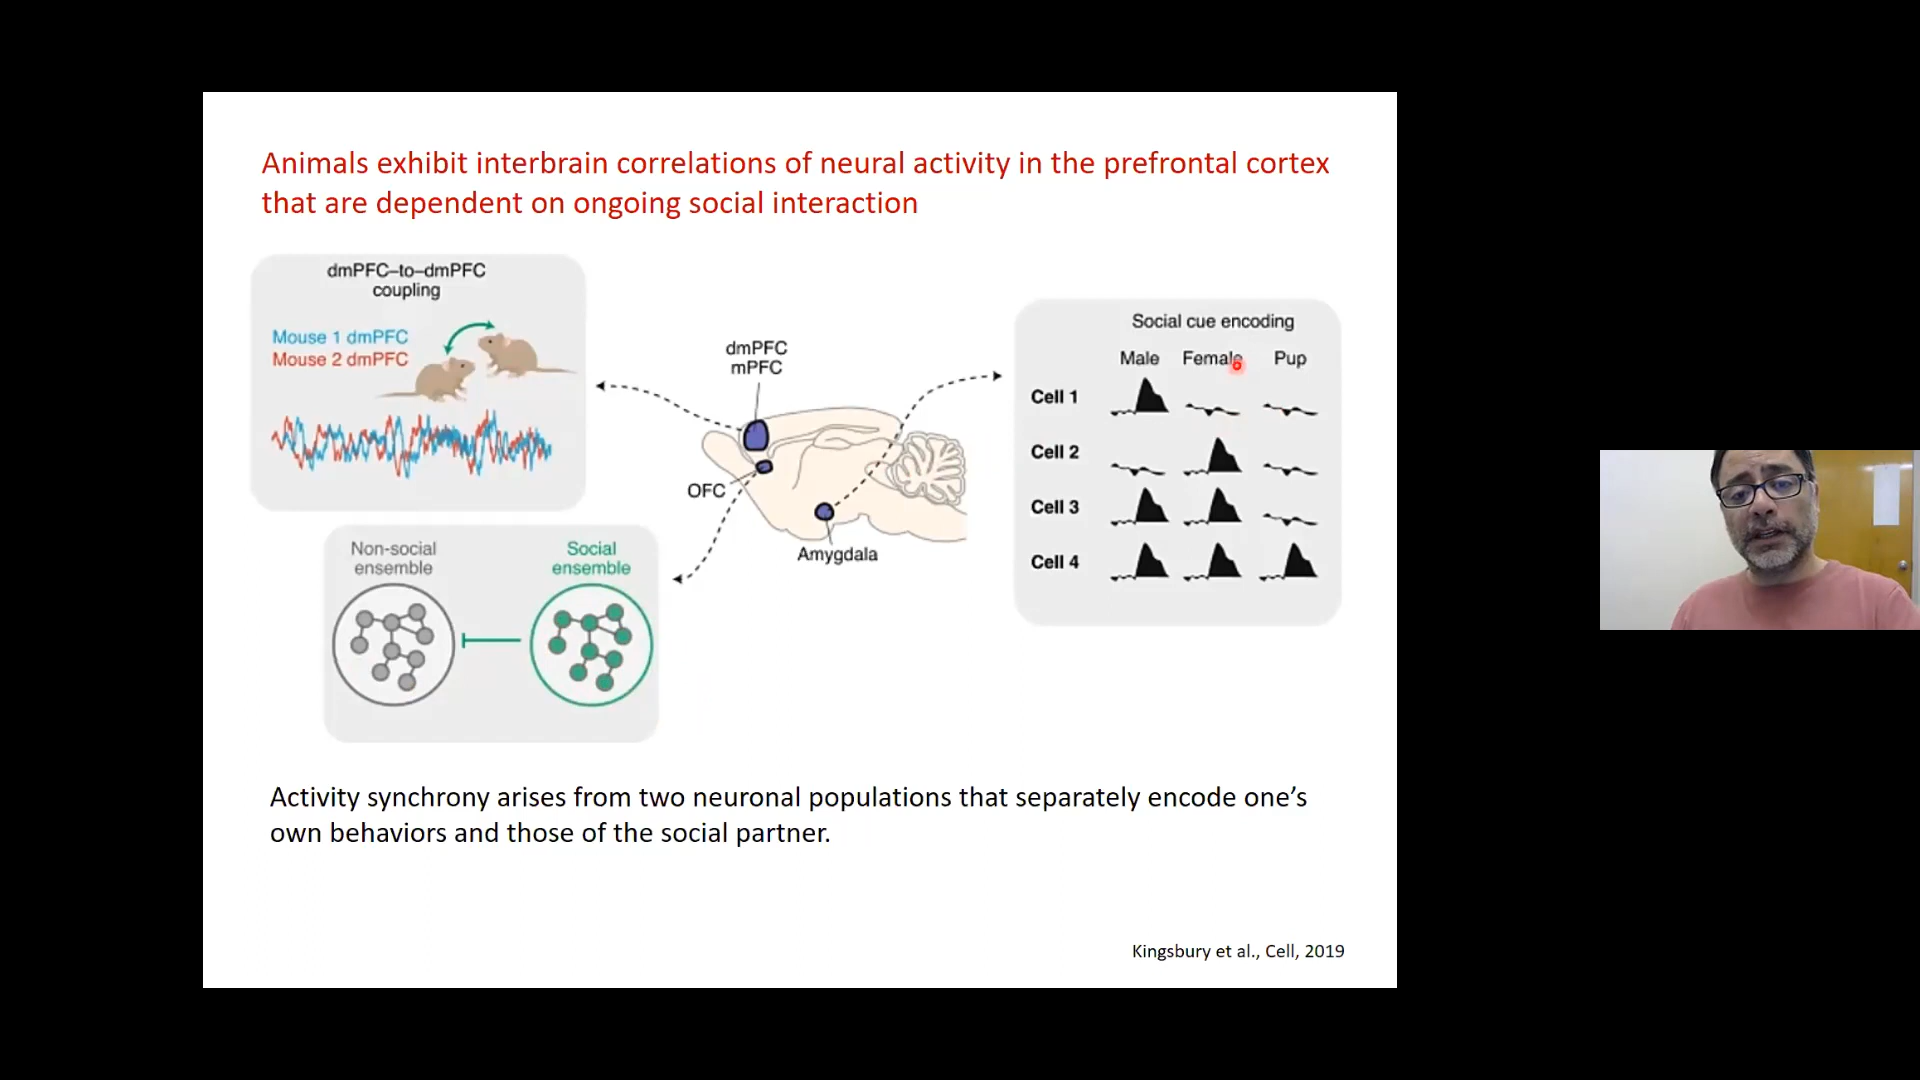 Animals exhibit interbrain correlations of neural activity in the prefrontal cortex
that are dependent on ongoing social interaction
dmPFC–to–dmPFC
coupling
Mouse 1 dmPFC
Mouse 2 dmPFC
dmPFC
mPFC
OFC
Amygdala
Non-social
ensemble
Social
ensemble
Social cue encoding
Male Female Pup
Cell 1
Cell 2
Cell 3
Cell 4
Activity synchrony arises from two neuronal populations that separately encode one’s
own behaviors and those of the social partner.
Kingsbury et al., Cell, 2019